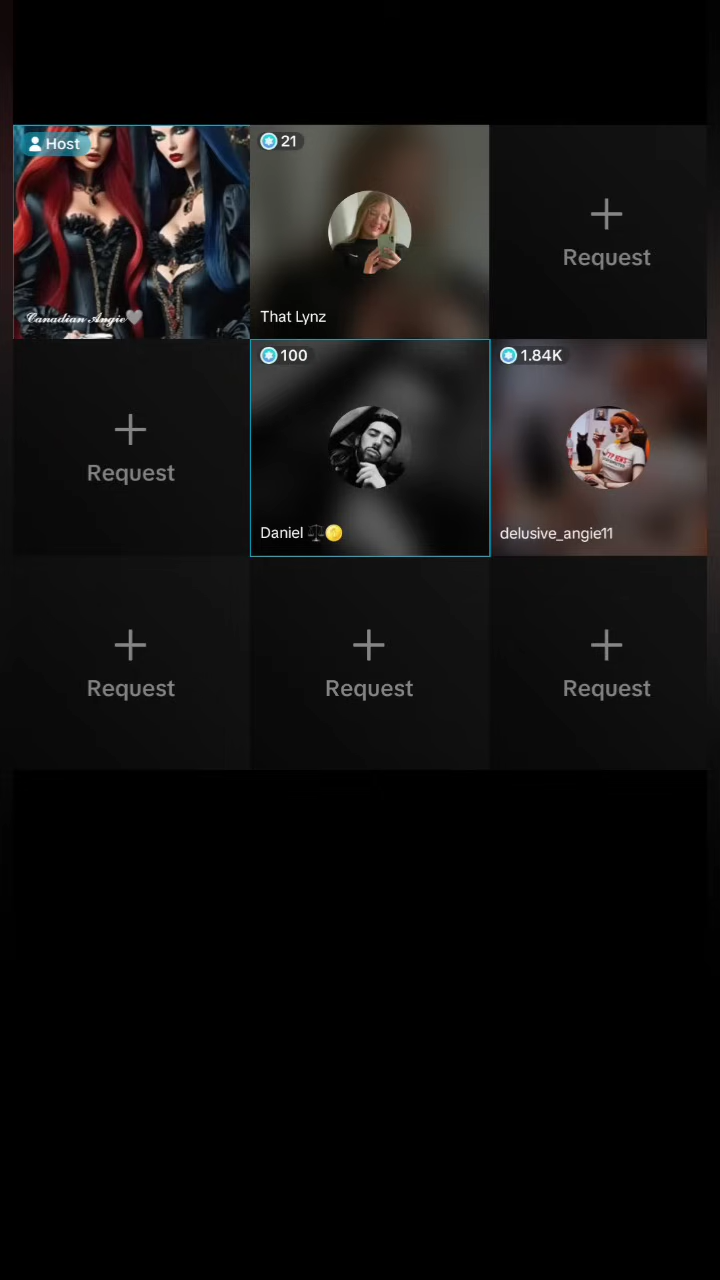 Host
21
Canadian Angie🤍
That Lynz
Request
100
1.84K
Request
Daniel ⚖️🪙
delusive_angie11
Request
Request
Request